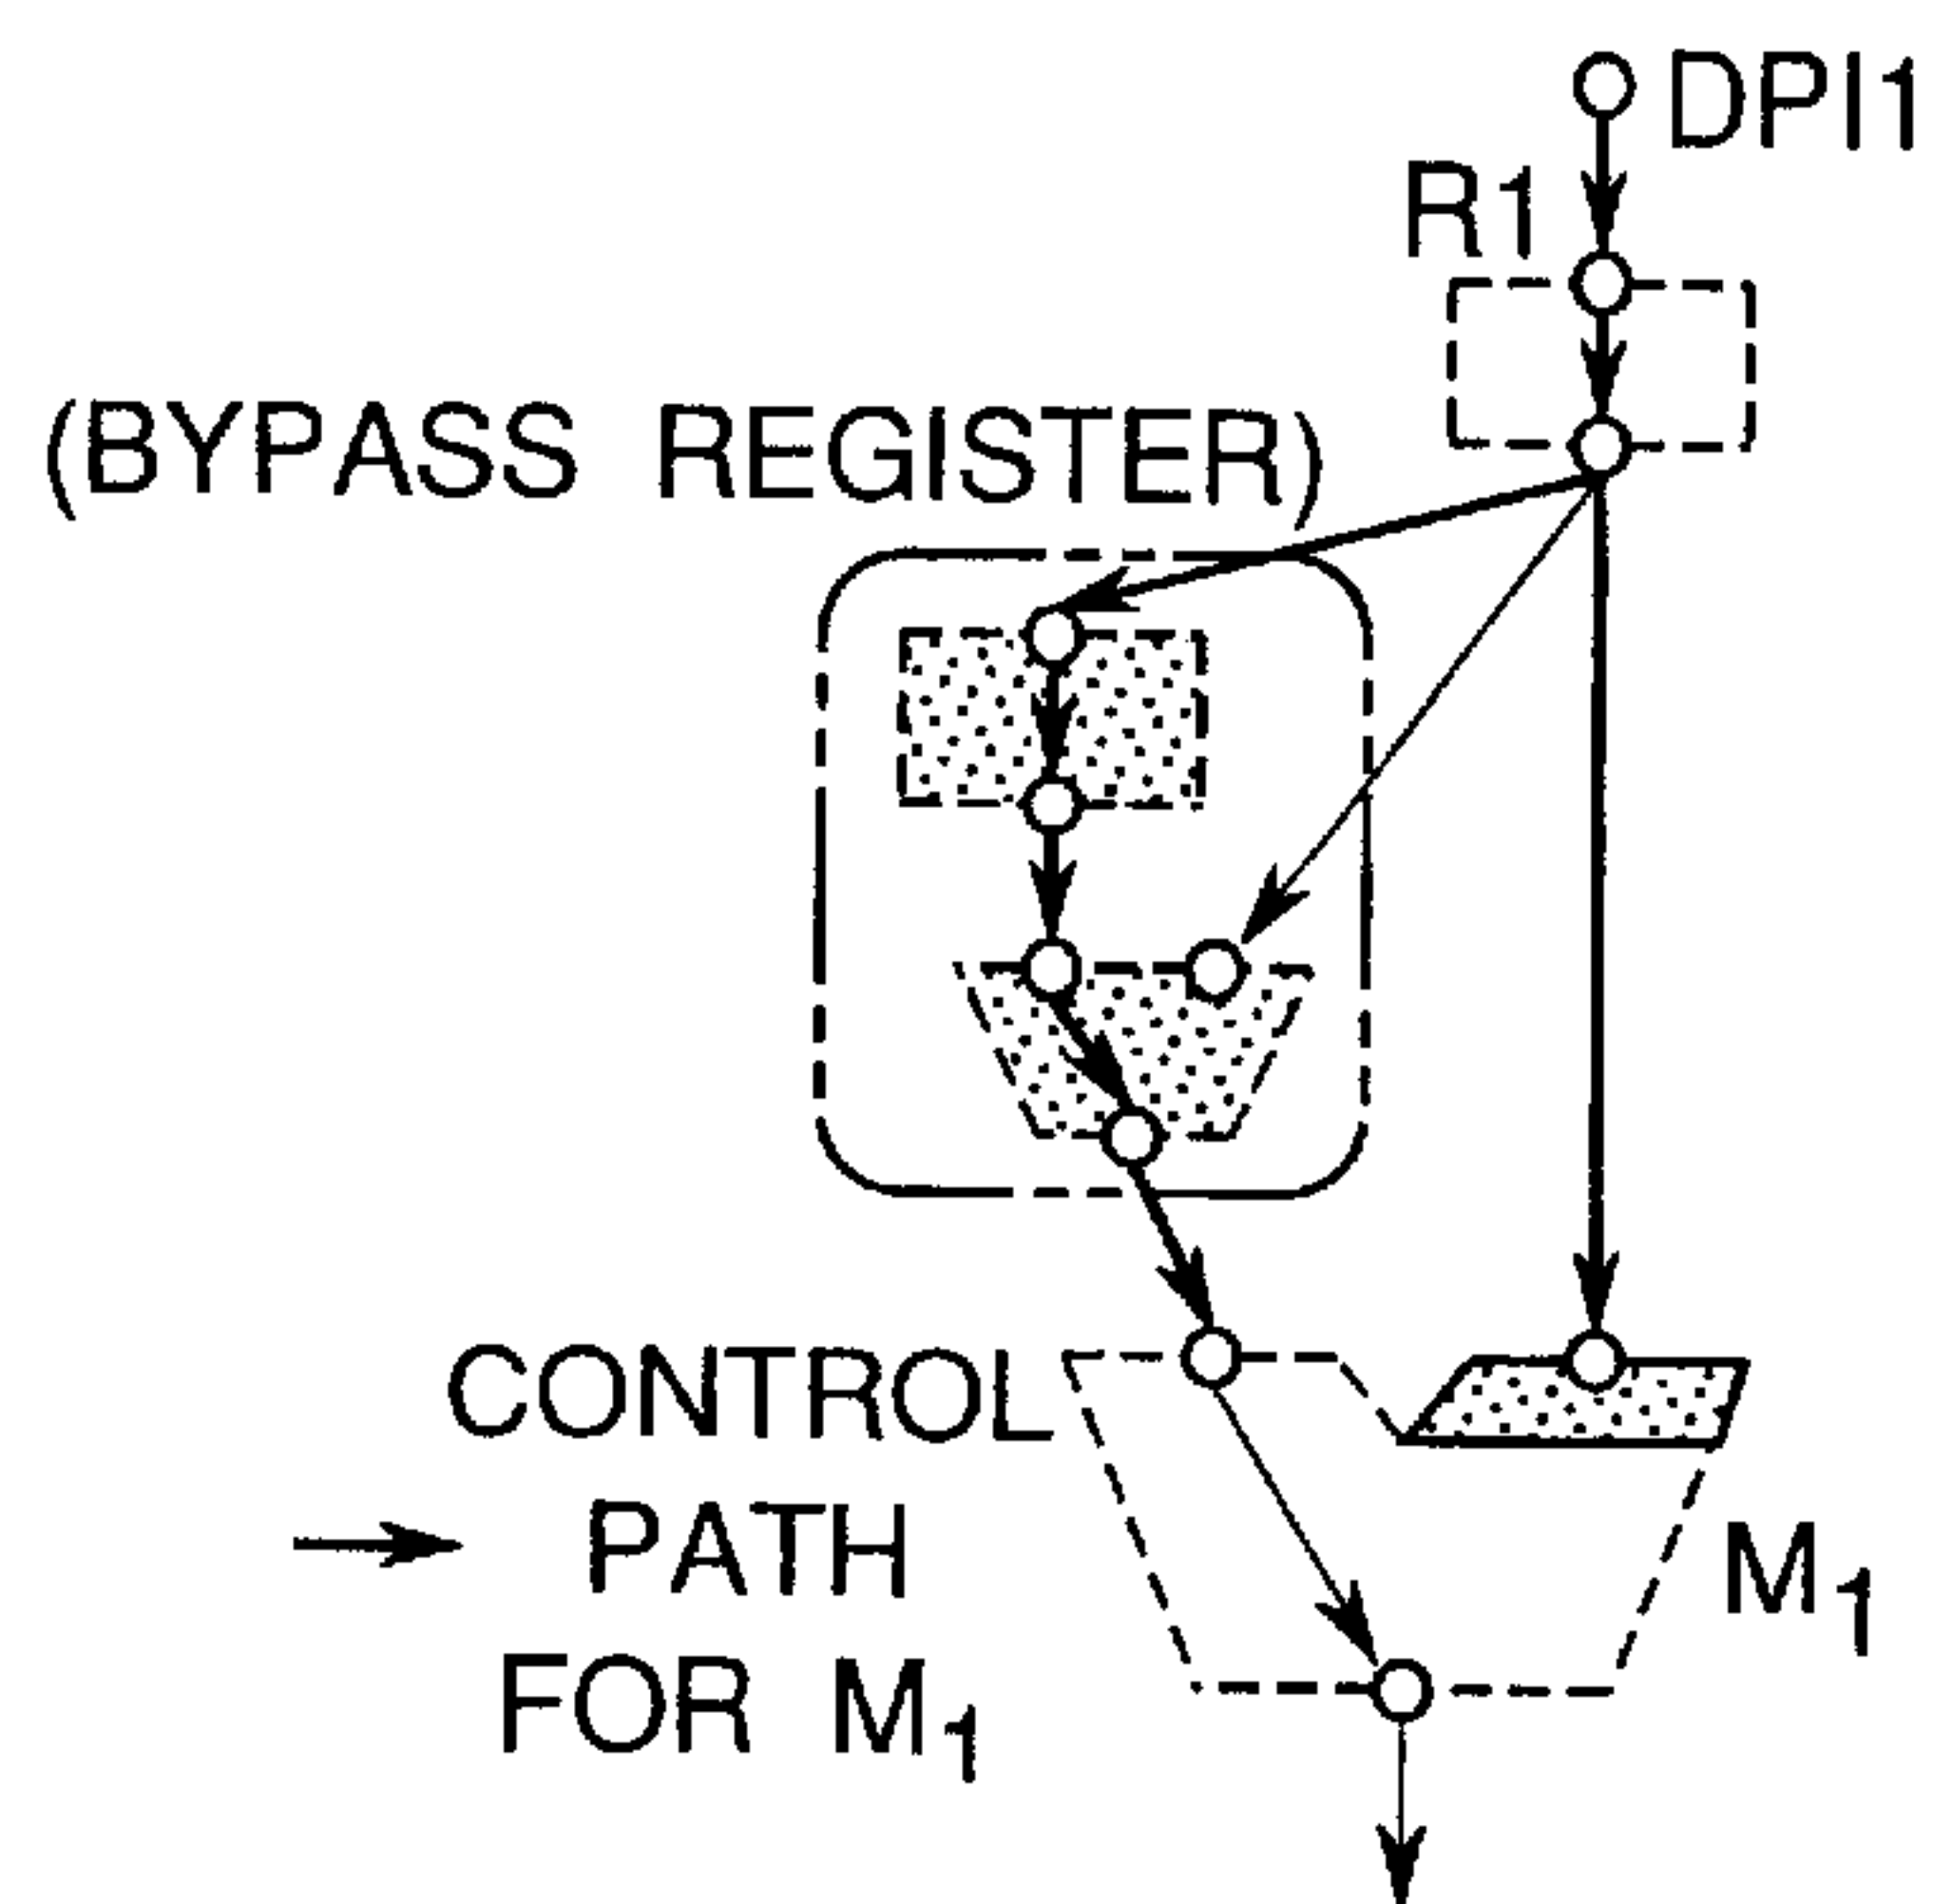 DPI1
R1
(BYPASS REGISTER)
CONTROL
PATH
FOR M1
M1